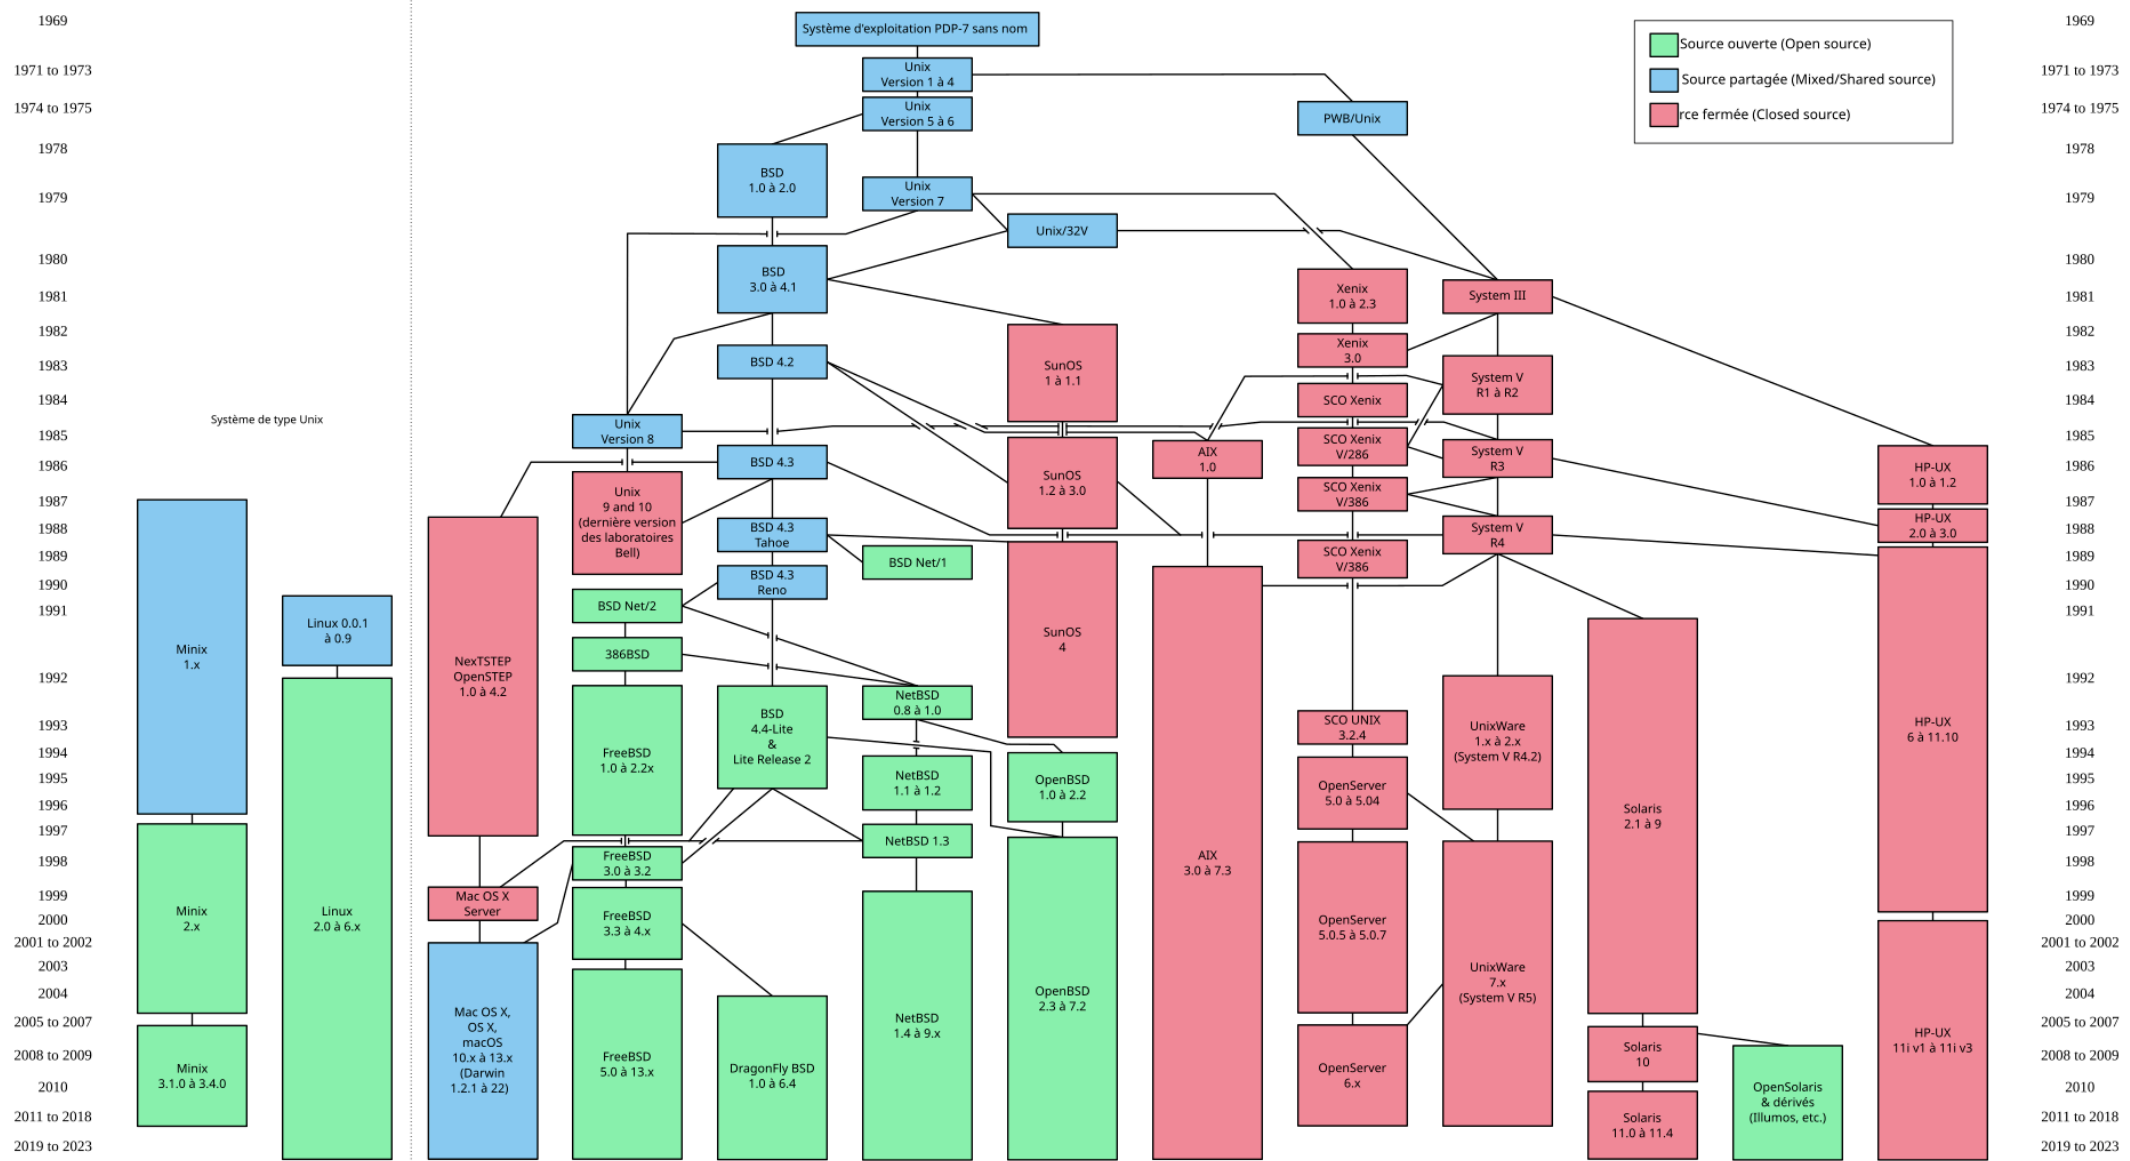 1969
1971 to 1973
1974 to 1975
1978
1979
1980
1981
1982
1983
1984
1985
1986
1987
1988
1989
1990
1991
1992
1993
1994
1995
1996
1997
1998
1999
2000
2001 to 2002
2003
2004
2005 to 2007
2008 to 2009
2010
2011 to 2018
2019 to 2023
Système de type Unix
Minix
1.x
Minix
2.x
Minix
3.1.0 à 3.4.0
Linux 0.0.1
à 0.9
Linux
2.0 à 6.x
NexTSTEP
OpenSTEP
1.0 à 4.2
Mac OS X
Server
Mac OS X,
OS X,
macOS
10.x à 13.x
(Darwin
1.2.1 à 22)
Unix
Version 8
Unix
9 and 10
(dernière version
des laboratoires
Bell)
BSD Net/2
386BSD
FreeBSD
1.0 à 2.2x
FreeBSD
3.0 à 3.2
FreeBSD
3.3 à 4.x
FreeBSD
5.0 à 13.x
BSD
1.0 à 2.0
BSD
3.0 à 4.1
BSD 4.2
BSD 4.3
BSD 4.3
Tahoe
BSD 4.3
Reno
BSD
4.4-Lite
&
Lite Release 2
DragonFly BSD
1.0 à 6.4
Système d'exploitation PDP-7 sans nom
Unix
Version 1 à 4
Unix
Version 5 à 6
Unix
Version 7
BSD Net/1
NetBSD
0.8 à 1.0
NetBSD
1.1 à 1.2
NetBSD 1.3
NetBSD
1.4 à 9.x
Unix/32V
SunOS
1 à 1.1
SunOS
1.2 à 3.0
SunOS
4
OpenBSD
1.0 à 2.2
OpenBSD
2.3 à 7.2
AIX
1.0
AIX
3.0 à 7.3
PWB/Unix
Xenix
1.0 à 2.3
Xenix
3.0
SCO Xenix
SCO Xenix
V/286
SCO Xenix
V/386
SCO Xenix
V/386
SCO UNIX
3.2.4
OpenServer
5.0 à 5.04
OpenServer
5.0.5 à 5.0.7
OpenServer
6.x
System III
System V
R1 à R2
System V
R3
System V
R4
UnixWare
1.x à 2.x
(System V R4.2)
UnixWare
7.x
(System V R5)
Solaris
2.1 à 9
Solaris
10
Solaris
11.0 à 11.4
OpenSolaris
& dérivés
(Illumos, etc.)
HP-UX
1.0 à 1.2
HP-UX
2.0 à 3.0
HP-UX
6 à 11.10
HP-UX
11i v1 à 11i v3
Source ouverte (Open source)
Source partagée (Mixed/Shared source)
rce fermée (Closed source)
1969
1971 to 1973
1974 to 1975
1978
1979
1980
1981
1982
1983
1984
1985
1986
1987
1988
1989
1990
1991
1992
1993
1994
1995
1996
1997
1998
1999
2000
2001 to 2002
2003
2004
2005 to 2007
2008 to 2009
2010
2011 to 2018
2019 to 2023